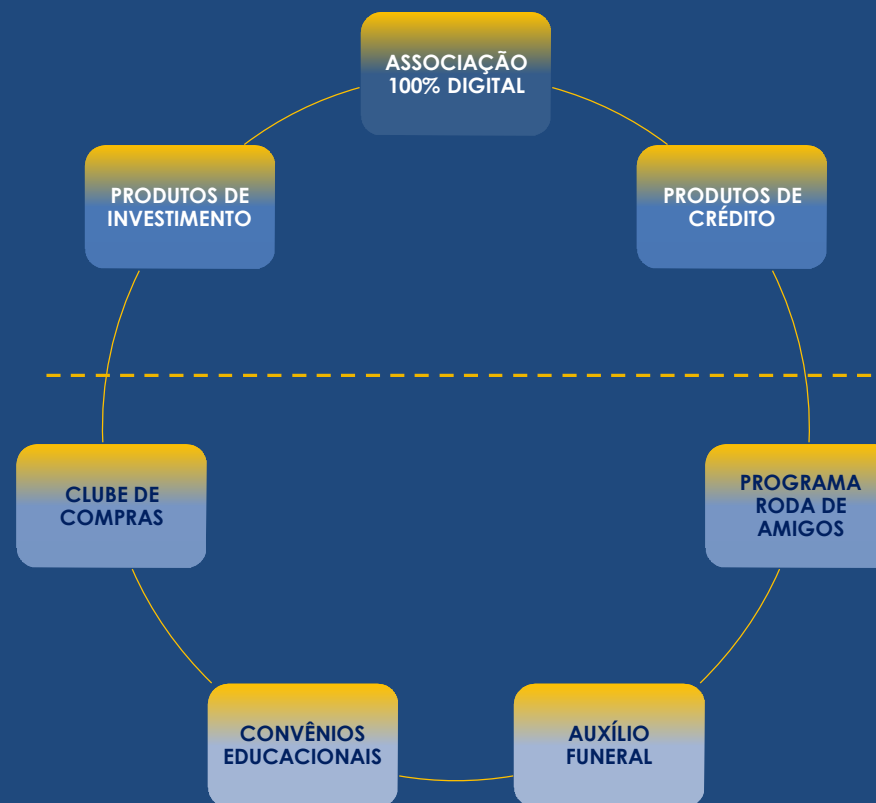 ASSOCIAÇÃO
100% DIGITAL
PRODUTOS DE
INVESTIMENTO
PRODUTOS DE
CRÉDITO
CLUBE DE
COMPRAS
PROGRAMA
RODA DE
AMIGOS
CONVÊNIOS
EDUCACIONAIS
AUXÍLIO
FUNERAL